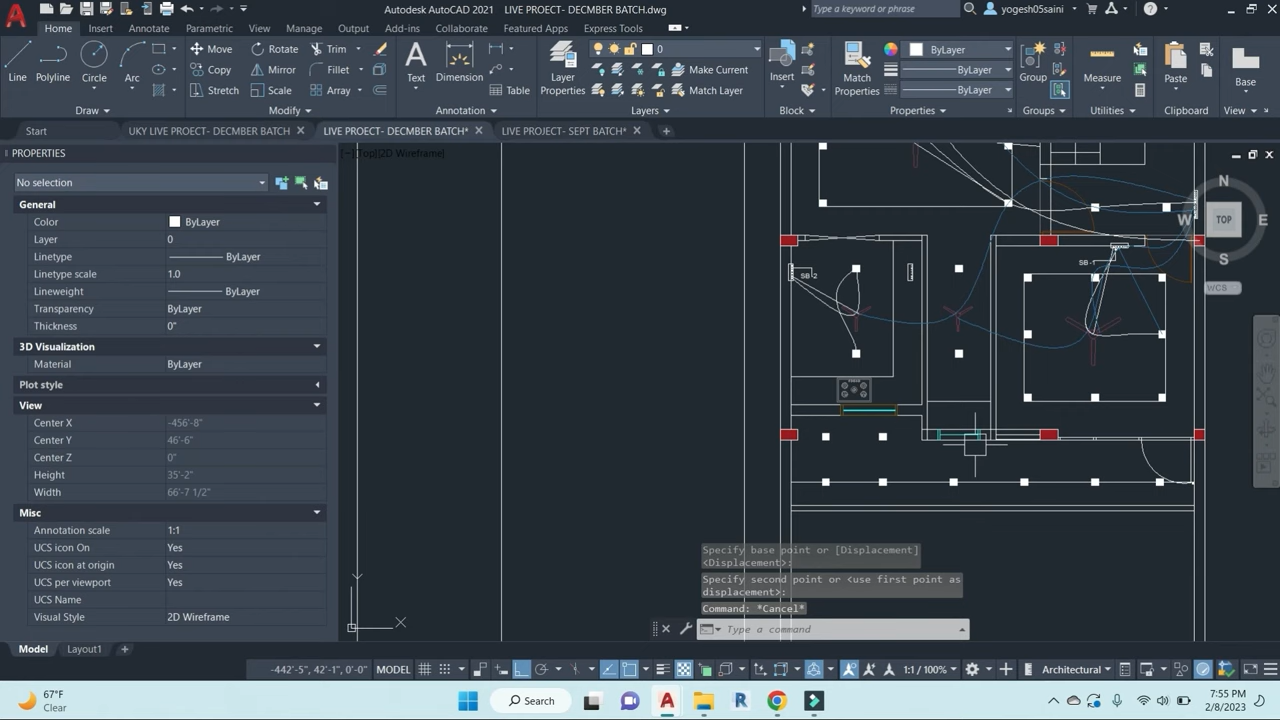 Autodesk AutoCAD 2021 LIVE PROECT- DECMBER BATCH.dwg
Type a keyword or phrase
yogesh05saini
Home Insert Annotate Parametric View Manage Output Add-ins Collaborate Express Tools Featured Apps
Line Polyline Circle Arc
Move Rotate Trim
Copy Mirror Fillet
Stretch Scale Array
Text Dimension Table
Layer Properties
0
Make Current
Match Layer
Insert
Match Properties
ByLayer
ByLayer
ByLayer
Group
Measure
Paste
Base
Draw Modify Annotation Layers Block Properties Groups Utilities Clipboard View
Start UKY LIVE PROJECT- DECMBER BATCH LIVE PROECT- DECMBER BATCH* LIVE PROJECT- SEPT BATCH*
PROPERTIES
[−][Top][2D Wireframe]
No selection
General
Color ByLayer
Layer 0
Linetype ByLayer
Linetype scale 1.0
Lineweight ByLayer
Transparency ByLayer
Thickness 0"
3D Visualization
Material ByLayer
Plot style
View
Center X -456'-8"
Center Y 46'-6"
Center Z 0"
Height 35'-2"
Width 66'-7 1/2"
Misc
Annotation scale 1:1
UCS icon On Yes
UCS icon at origin Yes
UCS per viewport Yes
UCS Name
Visual Style 2D Wireframe
N
W TOP E
S
WCS
SB-1
SB-2
Y
X
Specify base point or [Displacement]
<Displacement>:
Specify second point or <use first point as
displacement>:
Command: *Cancel*
Type a command
Model Layout1
-442'-5", 42'-1", 0'-0" MODEL
1:1 / 100% Architectural
67°F
Clear
Search
7:55 PM
2/8/2023